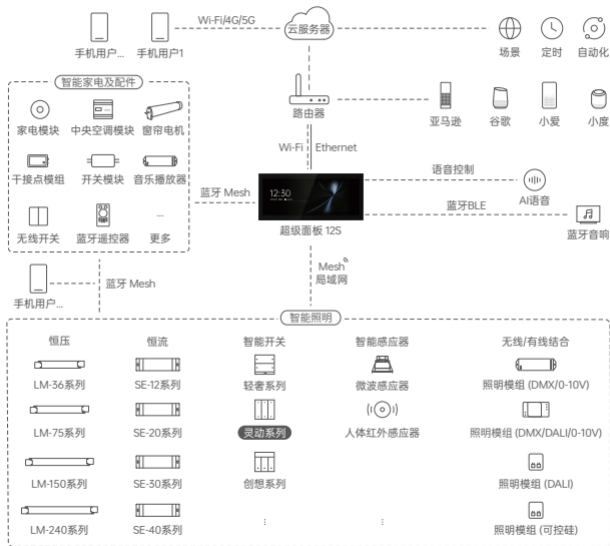 Wi-Fi/4G/5G
云服务器
手机用户...
手机用户1
场景
定时
自动化
智能家电及配件
家电模块
中央空调模块
窗帘电机
路由器
亚马逊
谷歌
小爱
小度
Wi-Fi
Ethernet
干接点模组
开关模块
音乐播放器
蓝牙 Mesh
12:30
语音控制
AI语音
蓝牙BLE
蓝牙音响
超级面板 12S
无线开关
蓝牙遥控器
...
更多
Mesh
局域网
手机用户...
蓝牙 Mesh
智能照明
恒压
恒流
智能开关
智能感应器
无线/有线结合
LM-36系列
SE-12系列
轻奢系列
微波感应器
照明模组 (DMX/0-10V)
LM-75系列
SE-20系列
灵动系列
人体红外感应器
照明模组 (DMX/DALI/0-10V)
LM-150系列
SE-30系列
创想系列
照明模组 (DALI)
LM-240系列
SE-40系列
照明模组 (可控硅)